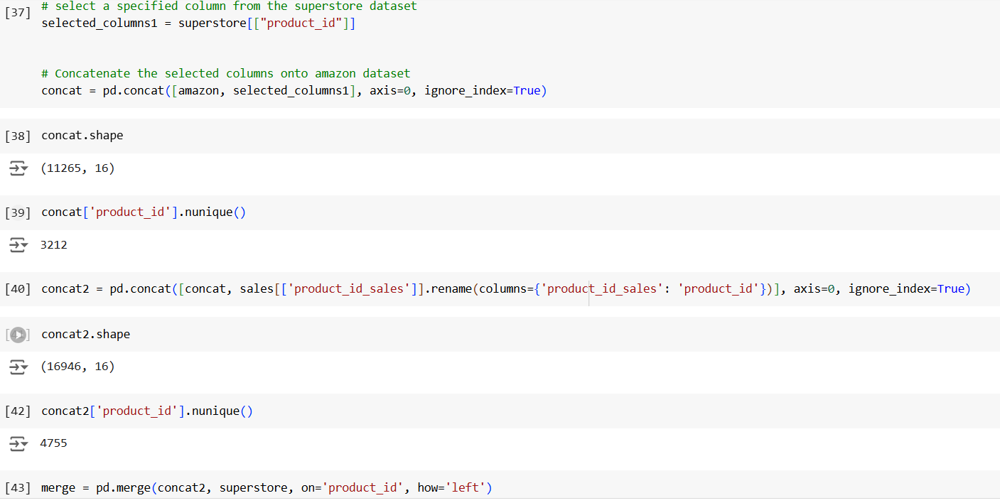 [37] # select a specified column from the superstore dataset
selected_columns1 = superstore[["product_id"]]
# Concatenate the selected columns onto amazon dataset
concat = pd.concat([amazon, selected_columns1], axis=0, ignore_index=True)
[38] concat.shape
(11265, 16)
[39] concat['product_id'].nunique()
3212
[40] concat2 = pd.concat([concat, sales[['product_id_sales']].rename(columns={'product_id_sales': 'product_id'})], axis=0, ignore_index=True)
concat2.shape
(16946, 16)
[42] concat2['product_id'].nunique()
4755
[43] merge = pd.merge(concat2, superstore, on='product_id', how='left')